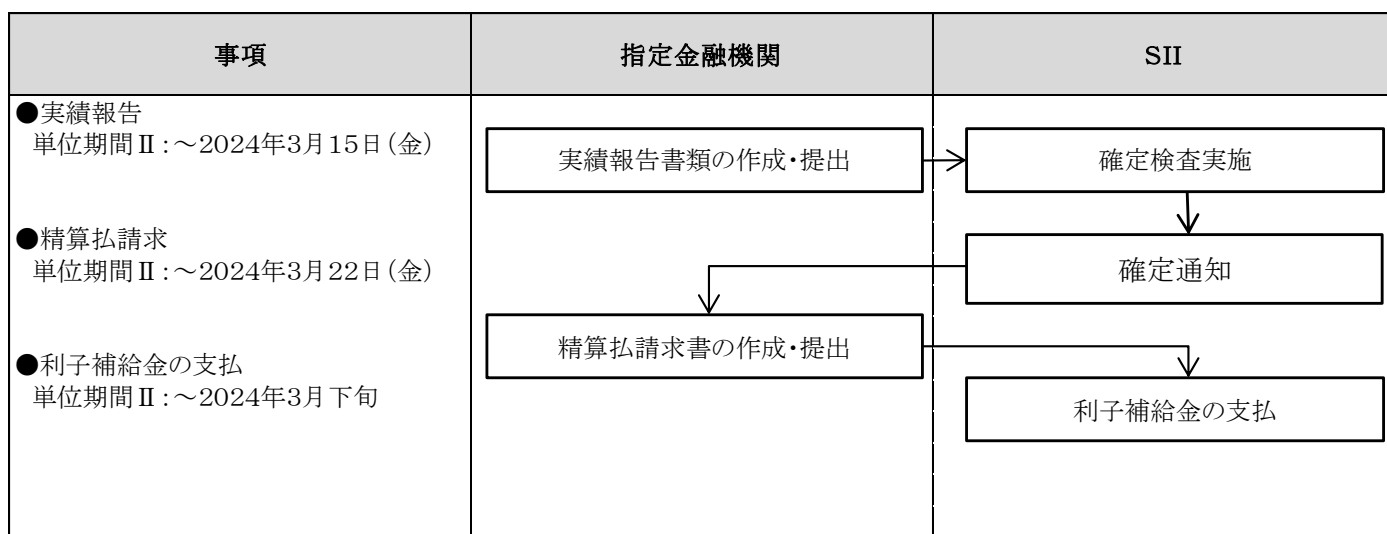 事項
指定金融機関
SII
●実績報告
単位期間Ⅱ:~2024年3月15日(金)
実績報告書類の作成・提出
確定検査実施
●精算払請求
単位期間Ⅱ:~2024年3月22日(金)
確定通知
精算払請求書の作成・提出
●利子補給金の支払
単位期間Ⅱ:~2024年3月下旬
利子補給金の支払